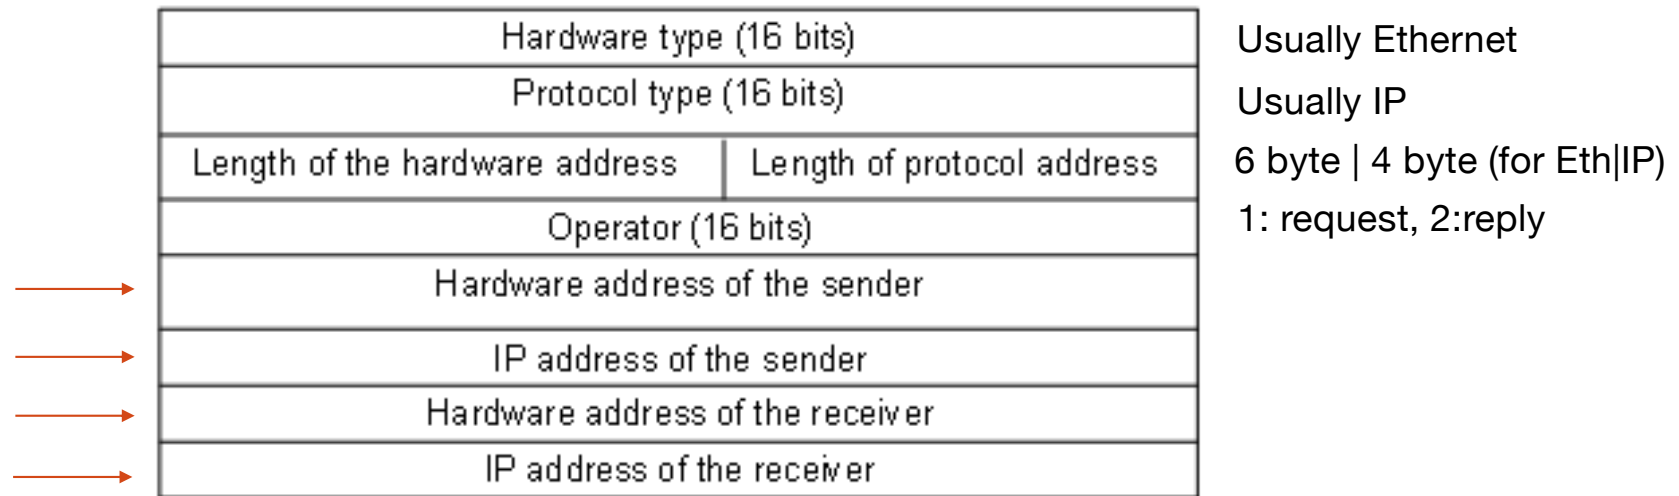 Hardware type (16 bits) Usually Ethernet
Protocol type (16 bits) Usually IP
Length of the hardware address Length of protocol address 6 byte | 4 byte (for Eth|IP)
Operator (16 bits) 1: request, 2:reply
Hardware address of the sender
IP address of the sender
Hardware address of the receiver
IP address of the receiver